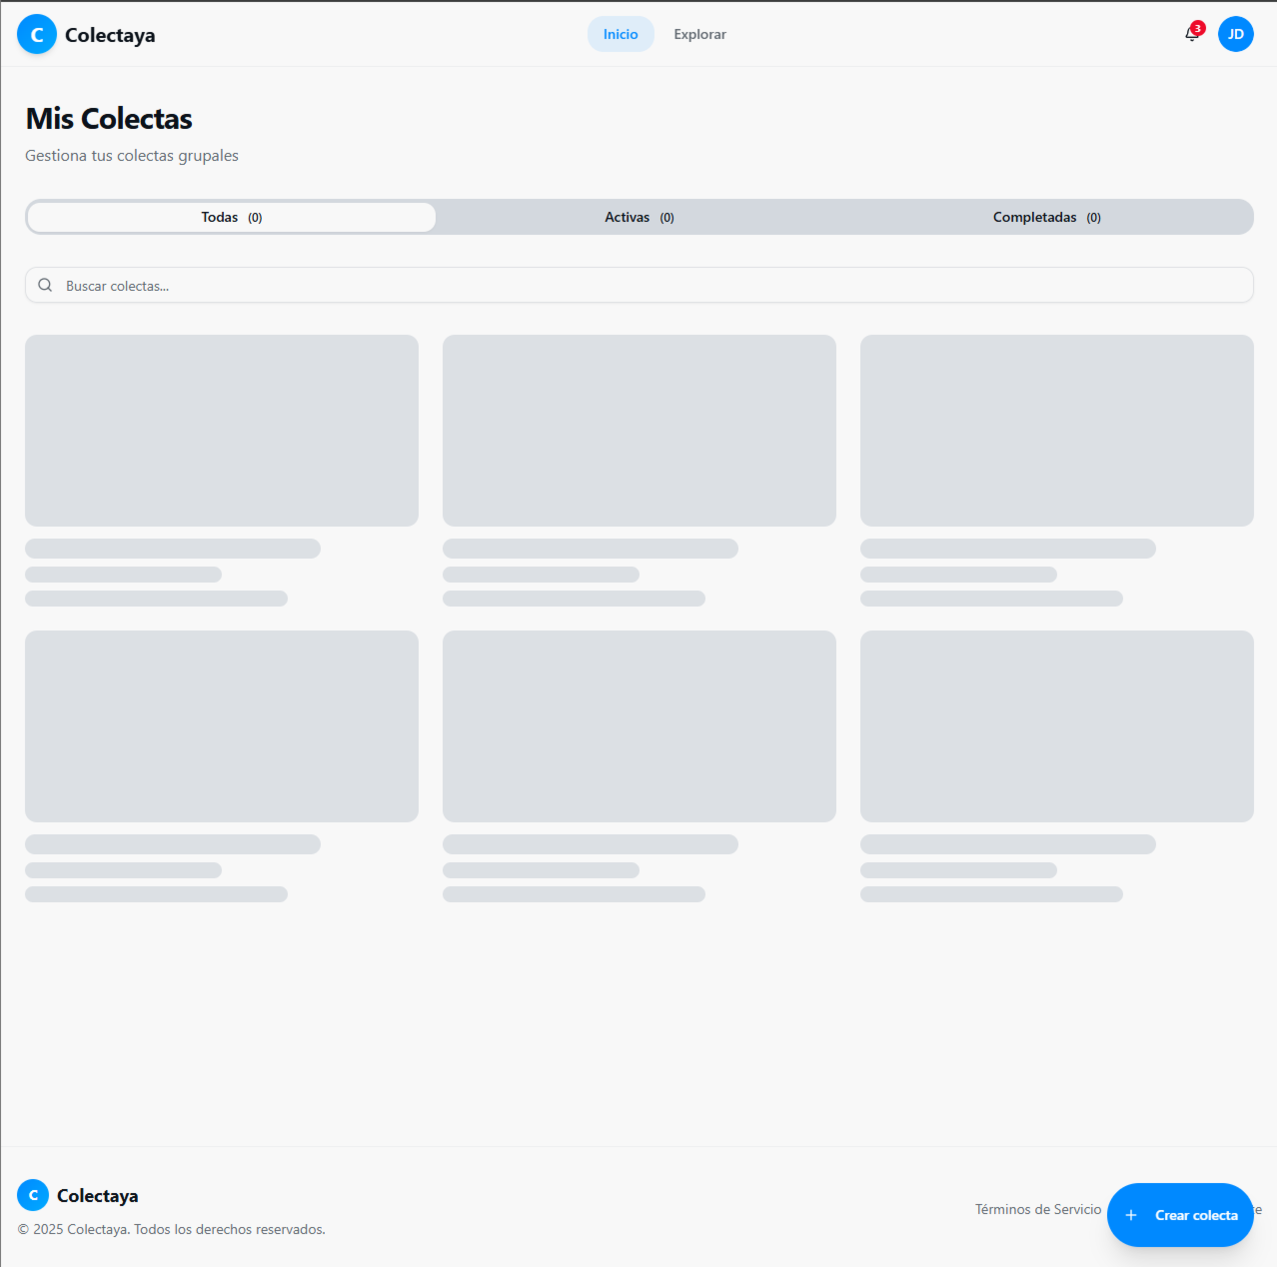 C Colectaya
Inicio Explorar
3
JD
Mis Colectas
Gestiona tus colectas grupales
Todas (0) Activas (0) Completadas (0)
Buscar colectas...
C Colectaya
© 2025 Colectaya. Todos los derechos reservados.
Términos de Servicio
+ Crear colecta